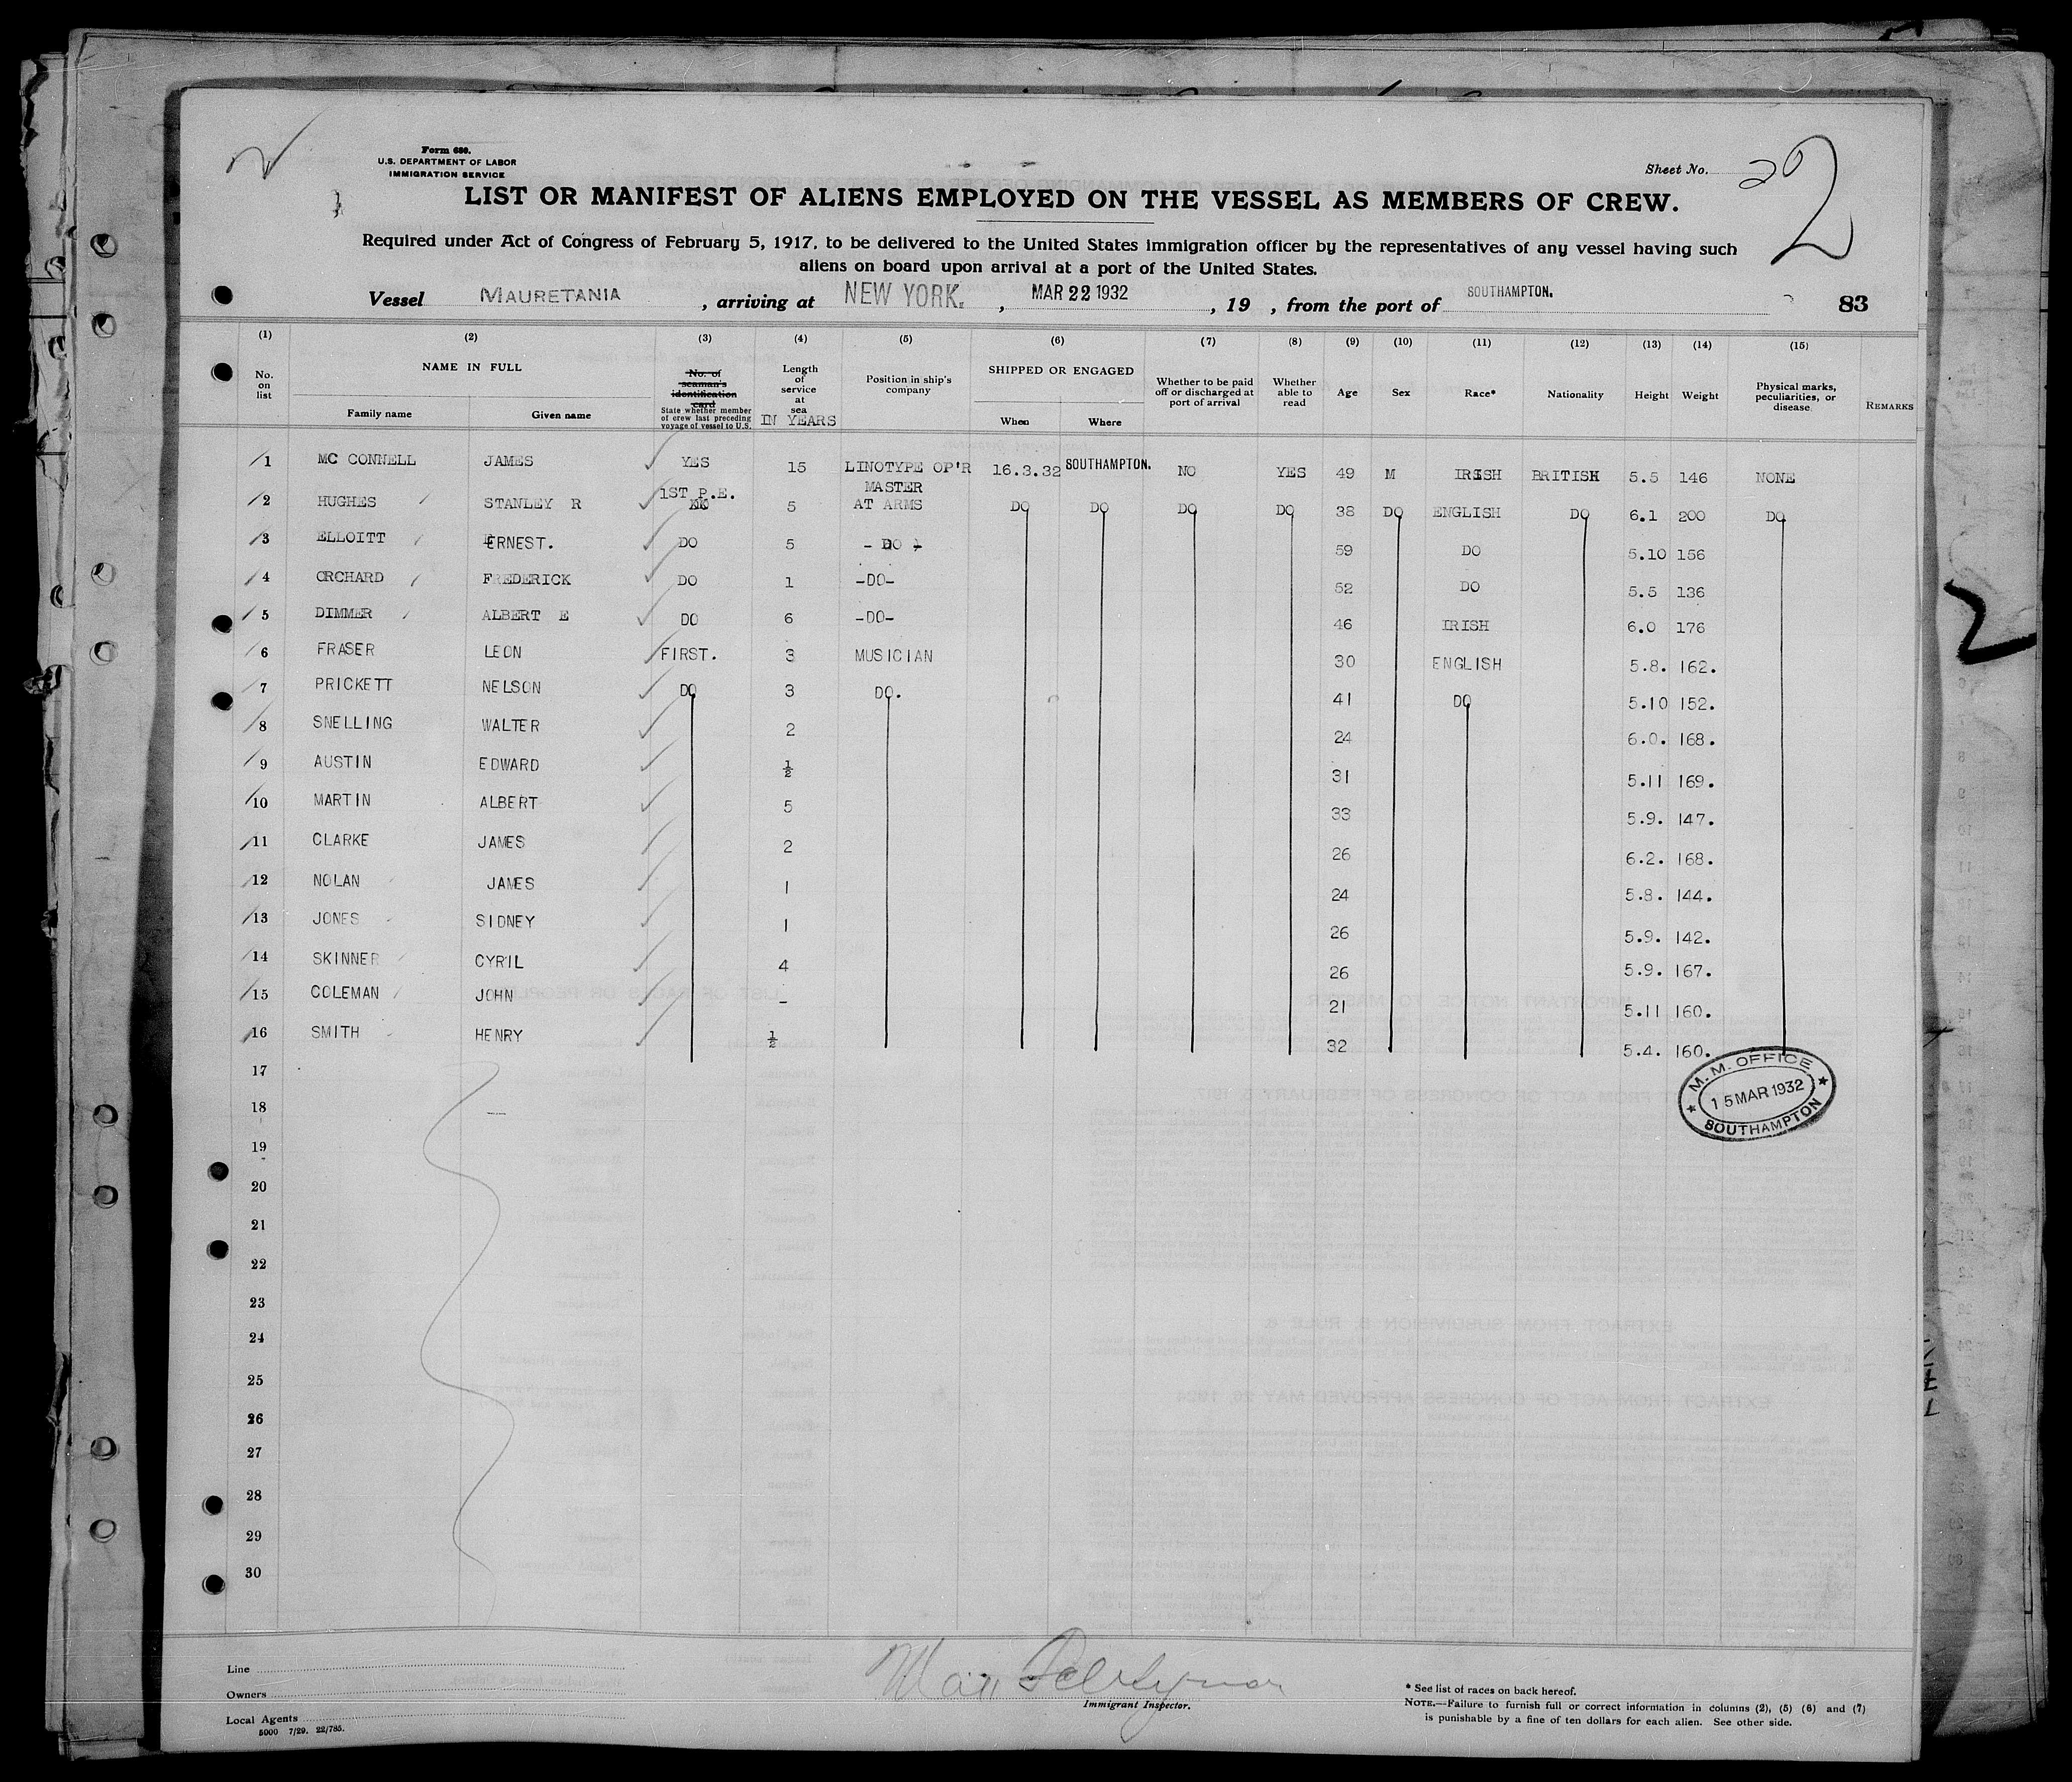 Form 689.
U.S. DEPARTMENT OF LABOR
IMMIGRATION SERVICE
Sheet No. 20
2
LIST OR MANIFEST OF ALIENS EMPLOYED ON THE VESSEL AS MEMBERS OF CREW.
Required under Act of Congress of February 5, 1917, to be delivered to the United States immigration officer by the representatives of any vessel having such
aliens on board upon arrival at a port of the United States.
Vessel MAURETANIA, arriving at NEW YORK., MAR 22 1932, 19 , from the port of SOUTHAMPTON. 83
(1) (2) (3) (4) (5) (6) (7) (8) (9) (10) (11) (12) (13) (14) (15)
No. on list
NAME IN FULL
Family name Given name
No. of seaman's identification card
State whether member of crew last preceding voyage of vessel to U.S.
Length of service at sea IN YEARS
Position in ship's company
SHIPPED OR ENGAGED
When Where
Whether to be paid off or discharged at port of arrival
Whether able to read
Age Sex Race* Nationality Height Weight
Physical marks, peculiarities, or disease
REMARKS
1 MC CONNELL JAMES YES 15 LINOTYPE OP'R 16.3.32 SOUTHAMPTON. NO YES 49 M IRISH BRITISH 5.5 146 NONE
2 HUGHES STANLEY R 1ST P.E. 5 MASTER AT ARMS DO DO DO DO 38 DO ENGLISH DO 6.1 200 DO
3 ELLOITT ERNEST. DO 5 -DO- 59 DO 5.10 156
4 ORCHARD FREDERICK DO 1 -DO- 52 DO 5.5 136
5 DIMMER ALBERT E DO 6 -DO- 46 IRISH 6.0 176
6 FRASER LEON FIRST. 3 MUSICIAN 30 ENGLISH 5.8. 162.
7 PRICKETT NELSON DO 3 DO. 41 DO 5.10 152.
8 SNELLING WALTER 2 24 6.0. 168.
9 AUSTIN EDWARD ½ 31 5.11 169.
10 MARTIN ALBERT 5 33 5.9. 147.
11 CLARKE JAMES 2 26 6.2. 168.
12 NOLAN JAMES 1 24 5.8. 144.
13 JONES SIDNEY 1 26 5.9. 142.
14 SKINNER CYRIL 4 26 5.9. 167.
15 COLEMAN JOHN - 21 5.11 160.
16 SMITH HENRY ½ 32 5.4. 160.
M. M. OFFICE
15 MAR 1932
SOUTHAMPTON
17
18
19
20
21
22
23
24
25
26
27
28
29
30
2
Line
Owners
Local Agents
5000 7/29. 22/785.
Immigrant Inspector.
* See list of races on back hereof.
NOTE.—Failure to furnish full or correct information in columns (2), (5) (6) and (7)
is punishable by a fine of ten dollars for each alien. See other side.